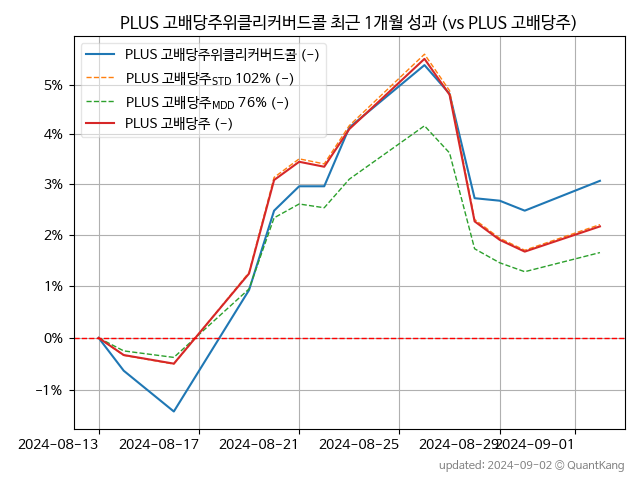 PLUS 고배당주위클리커버드콜 최근 1개월 성과 (vs PLUS 고배당주)
PLUS 고배당주위클리커버드콜 (-)
PLUS 고배당주STD 102% (-)
PLUS 고배당주MDD 76% (-)
PLUS 고배당주 (-)
5%
4%
3%
2%
1%
0%
-1%
2024-08-13 2024-08-17 2024-08-21 2024-08-25 2024-08-29 2024-09-01
updated: 2024-09-02 @ QuantKang